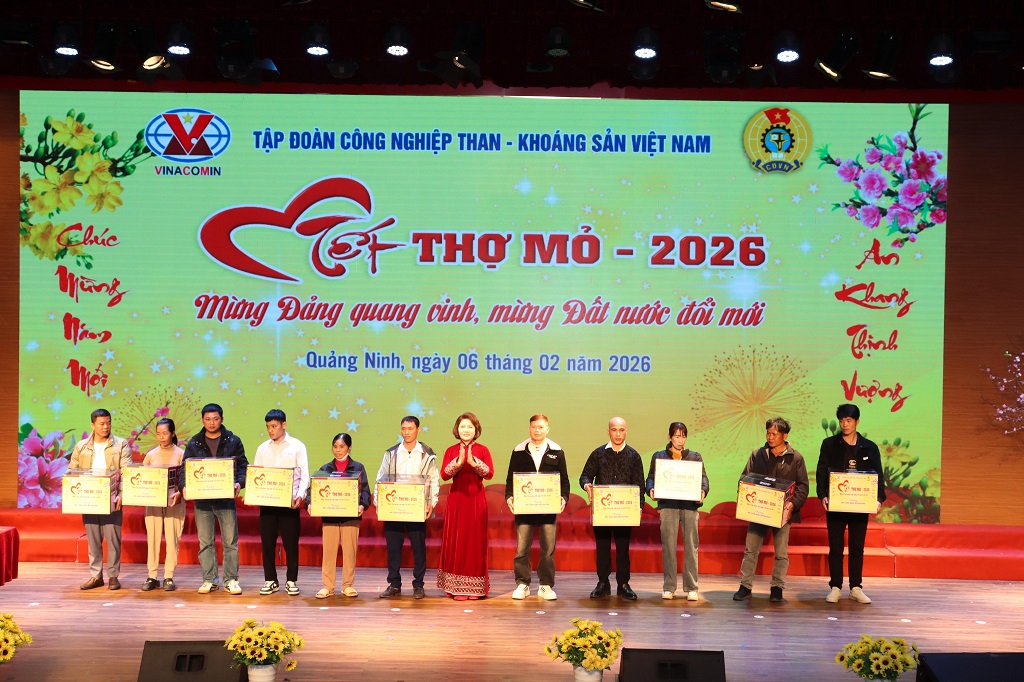 VINACOMIN
TẬP ĐOÀN CÔNG NGHIỆP THAN - KHOÁNG SẢN VIỆT NAM
CĐVN
Tết THỢ MỎ - 2026
Mừng Đảng quang vinh, mừng Đất nước đổi mới
Quảng Ninh, ngày 06 tháng 02 năm 2026
Chúc
Mừng
Năm
Mới
An
Khang
Thịnh
Vượng